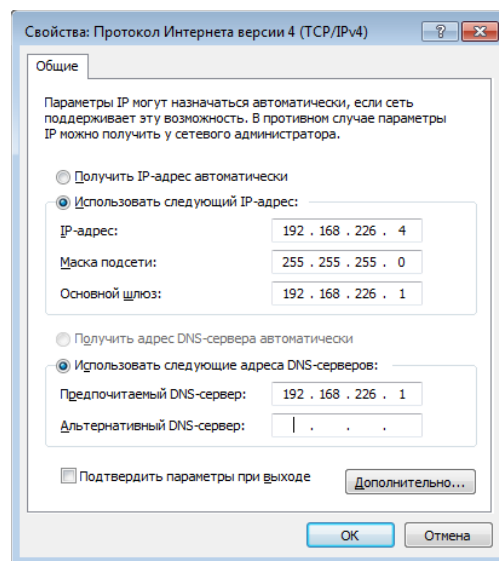 Свойства: Протокол Интернета версии 4 (TCP/IPv4)
Общие
Параметры IP могут назначаться автоматически, если сеть
поддерживает эту возможность. В противном случае параметры
IP можно получить у сетевого администратора.
Получить IP-адрес автоматически
Использовать следующий IP-адрес:
IP-адрес: 192 . 168 . 226 . 4
Маска подсети: 255 . 255 . 255 . 0
Основной шлюз: 192 . 168 . 226 . 1
Получить адрес DNS-сервера автоматически
Использовать следующие адреса DNS-серверов:
Предпочитаемый DNS-сервер: 192 . 168 . 226 . 1
Альтернативный DNS-сервер: . . .
Подтвердить параметры при выходе
Дополнительно...
ОК Отмена